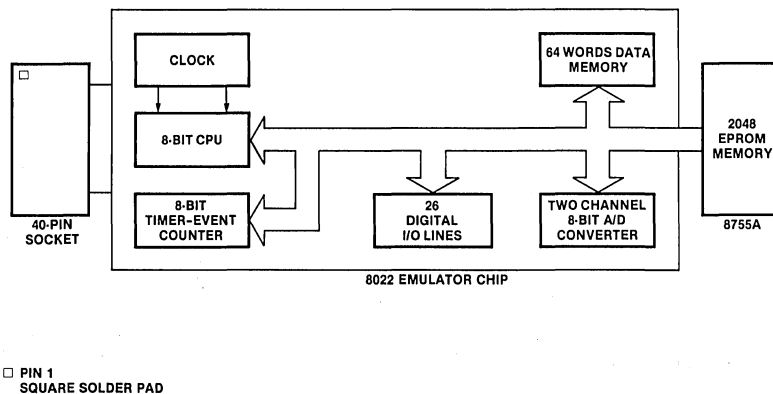 CLOCK
64 WORDS DATA
MEMORY
8-BIT CPU
2048
EPROM
MEMORY
8-BIT
TIMER-EVENT
COUNTER
26
DIGITAL
I/O LINES
TWO CHANNEL
8-BIT A/D
CONVERTER
40-PIN
SOCKET
8755A
8022 EMULATOR CHIP
PIN 1
SQUARE SOLDER PAD